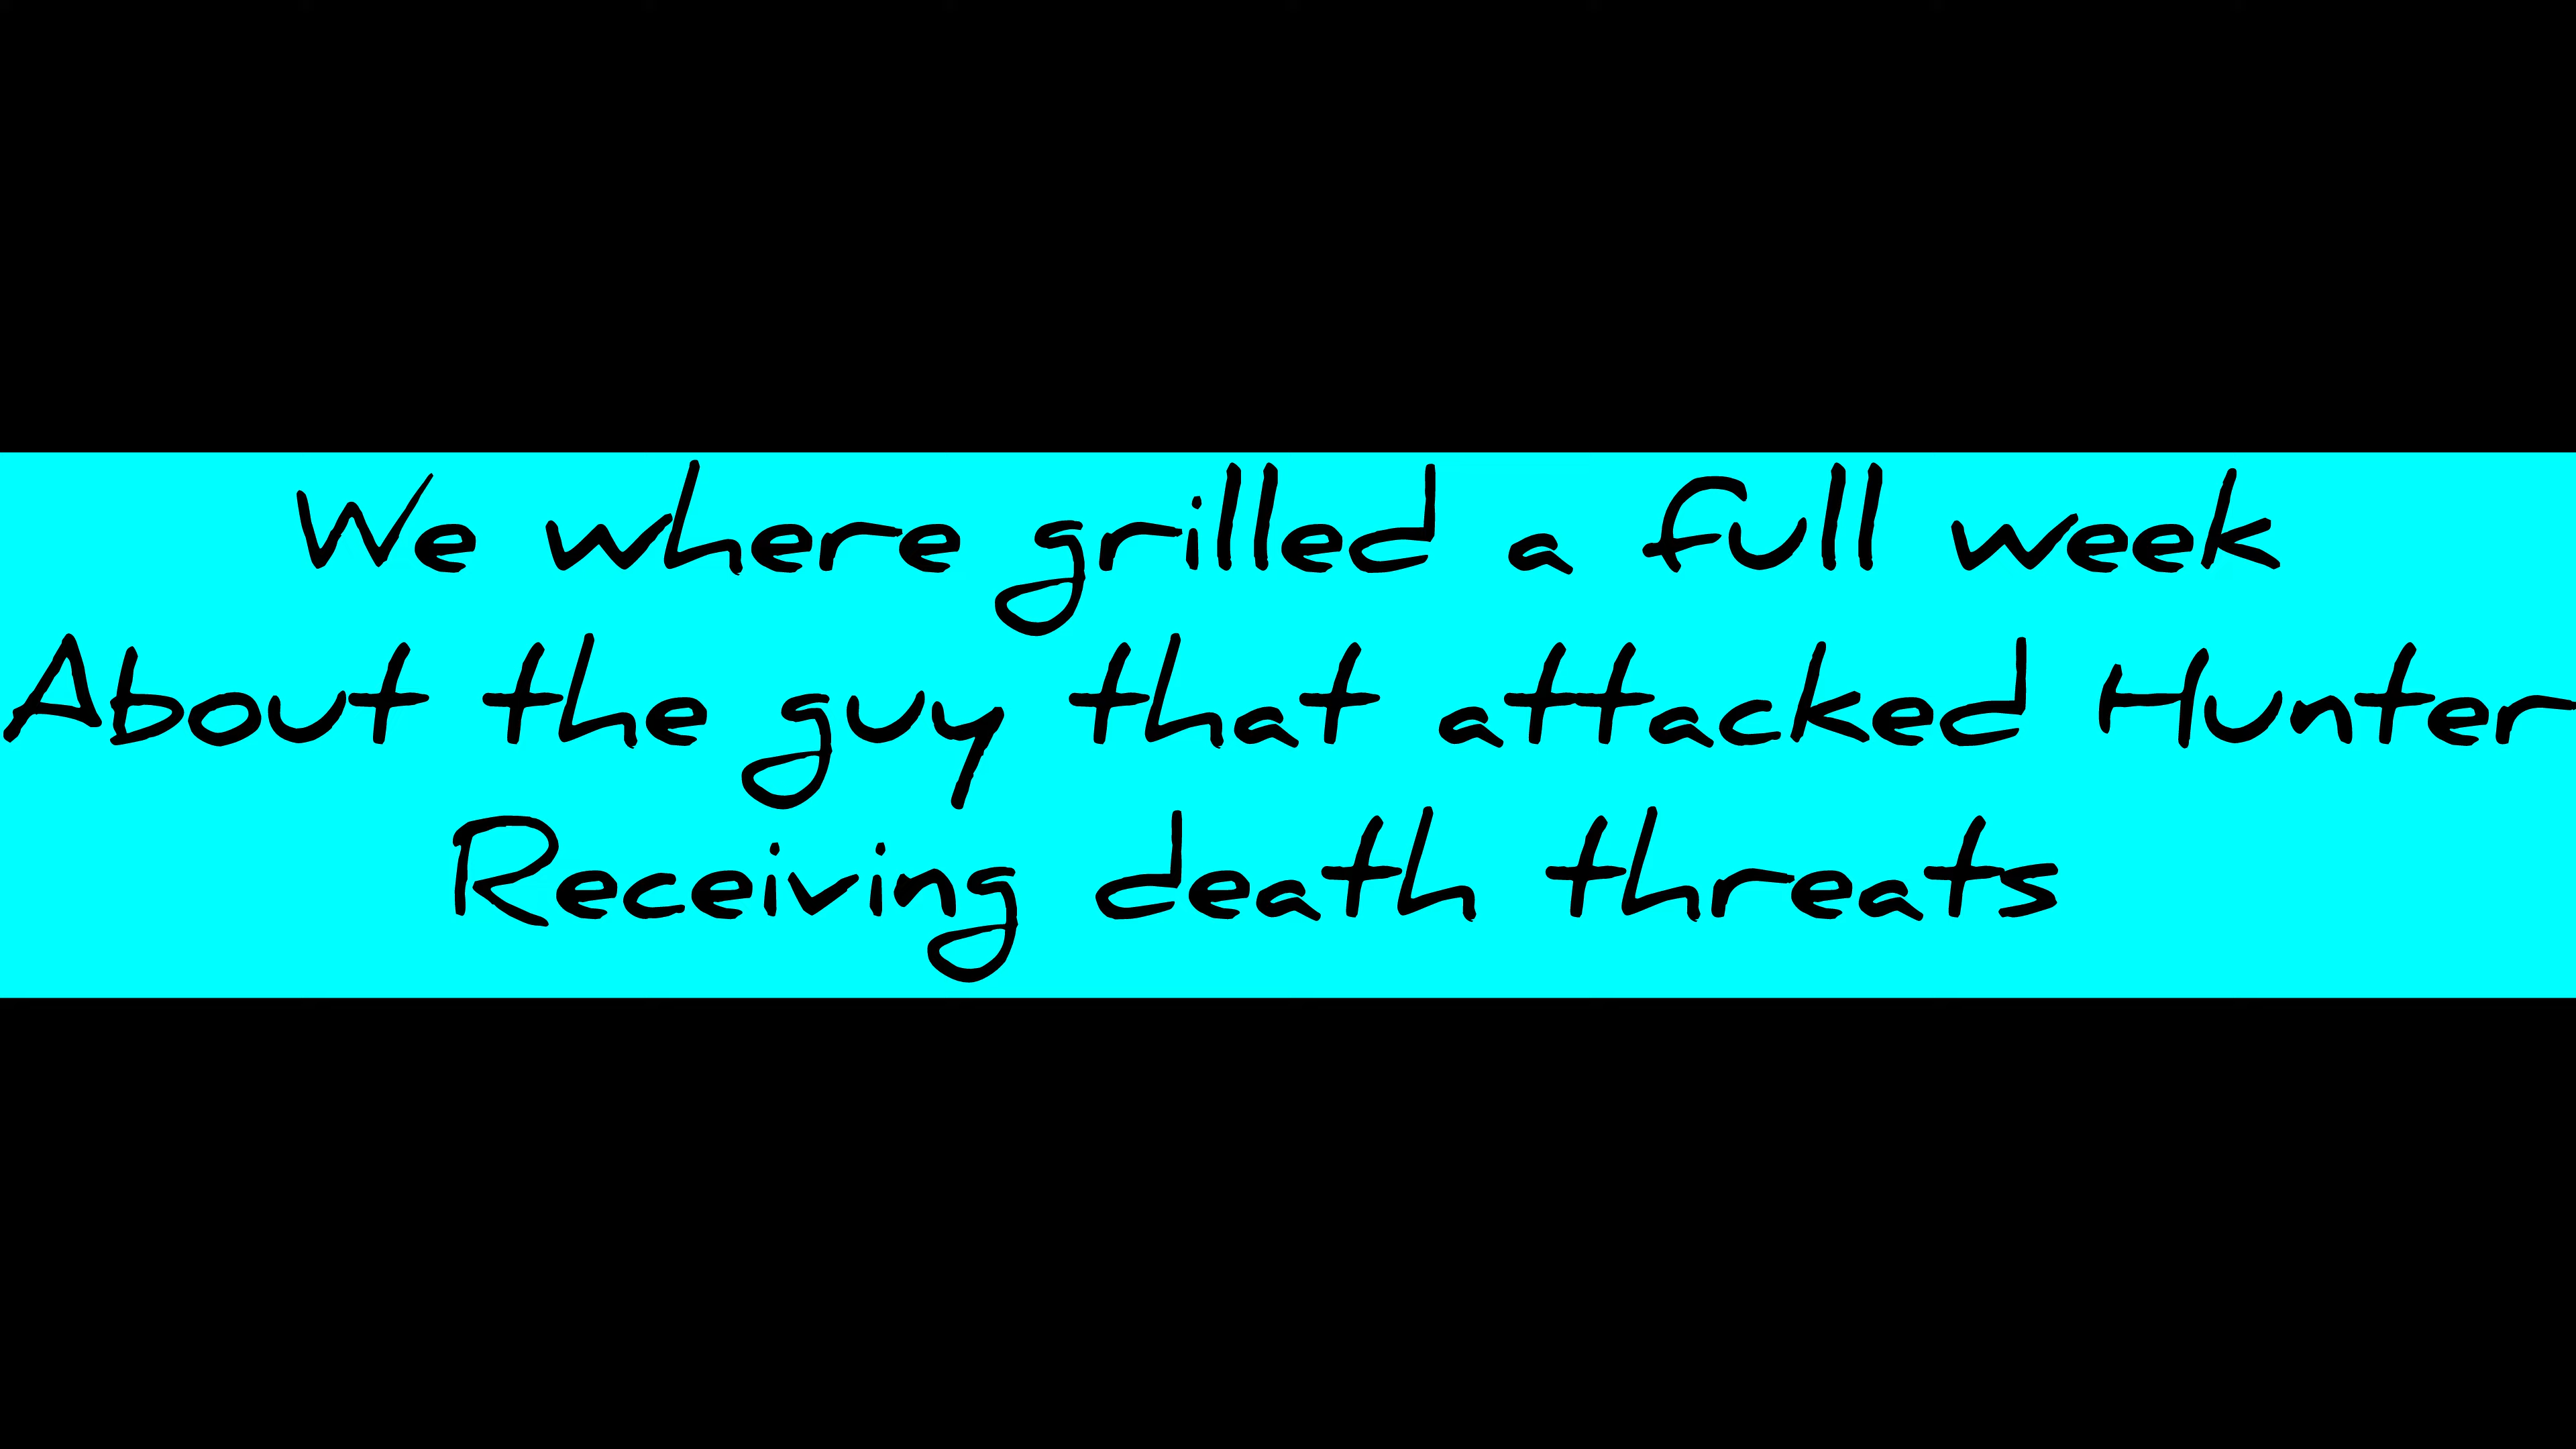 We where grilled a full week
About the guy that attacked Hunter
Receiving death threats